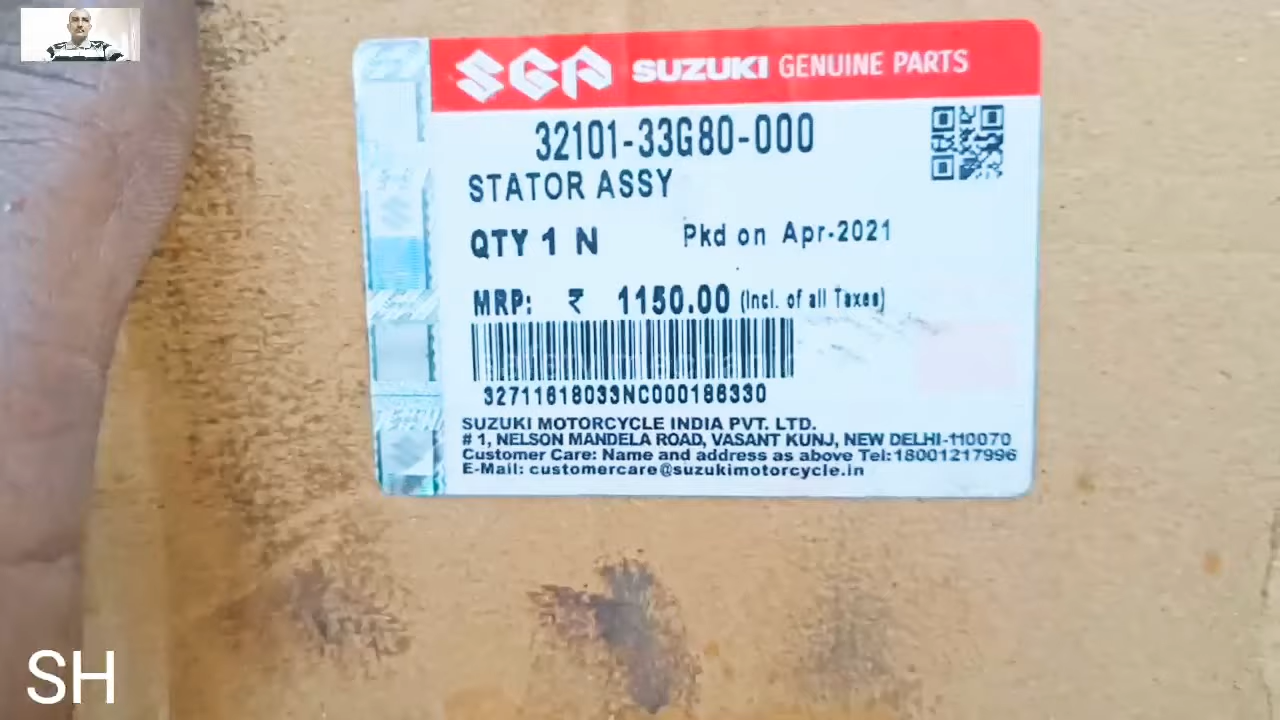 SGP SUZUKI GENUINE PARTS
32101-33G80-000
STATOR ASSY
QTY 1 N Pkd on Apr-2021
MRP: ₹ 1150.00 (Incl. of all Taxes)
32711618033NC000186330
SUZUKI MOTORCYCLE INDIA PVT. LTD.
# 1, NELSON MANDELA ROAD, VASANT KUNJ, NEW DELHI-110070
Customer Care: Name and address as above Tel:18001217996
E-Mail: customercare@suzukimotorcycle.in
SH